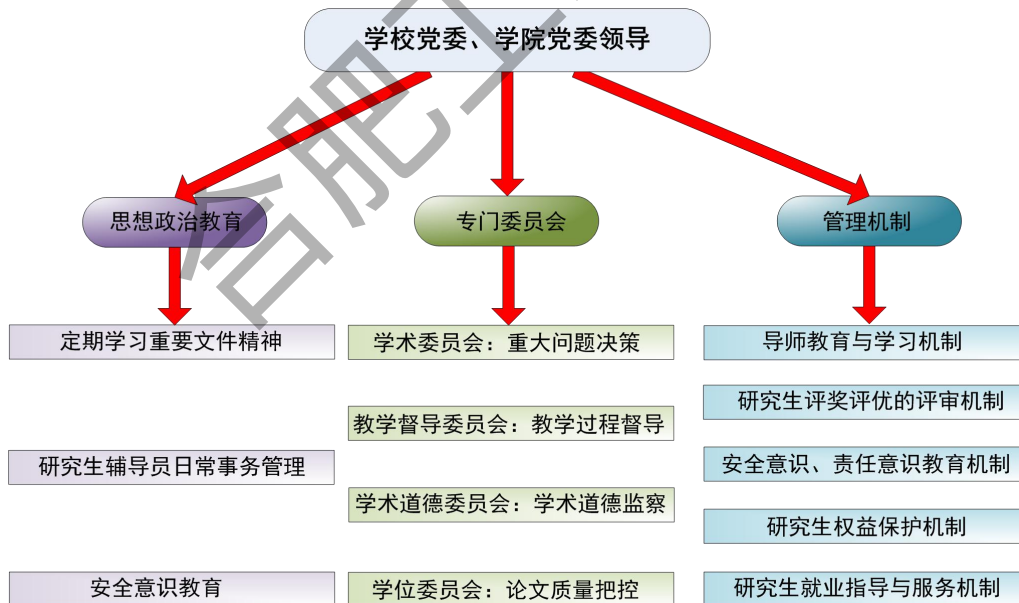 学校党委、学院党委领导
思想政治教育
专门委员会
管理机制
定期学习重要文件精神
学术委员会：重大问题决策
导师教育与学习机制
研究生评奖评优的评审机制
教学督导委员会：教学过程督导
研究生辅导员日常事务管理
安全意识、责任意识教育机制
学术道德委员会：学术道德监察
研究生权益保护机制
安全意识教育
学位委员会：论文质量把控
研究生就业指导与服务机制
合肥